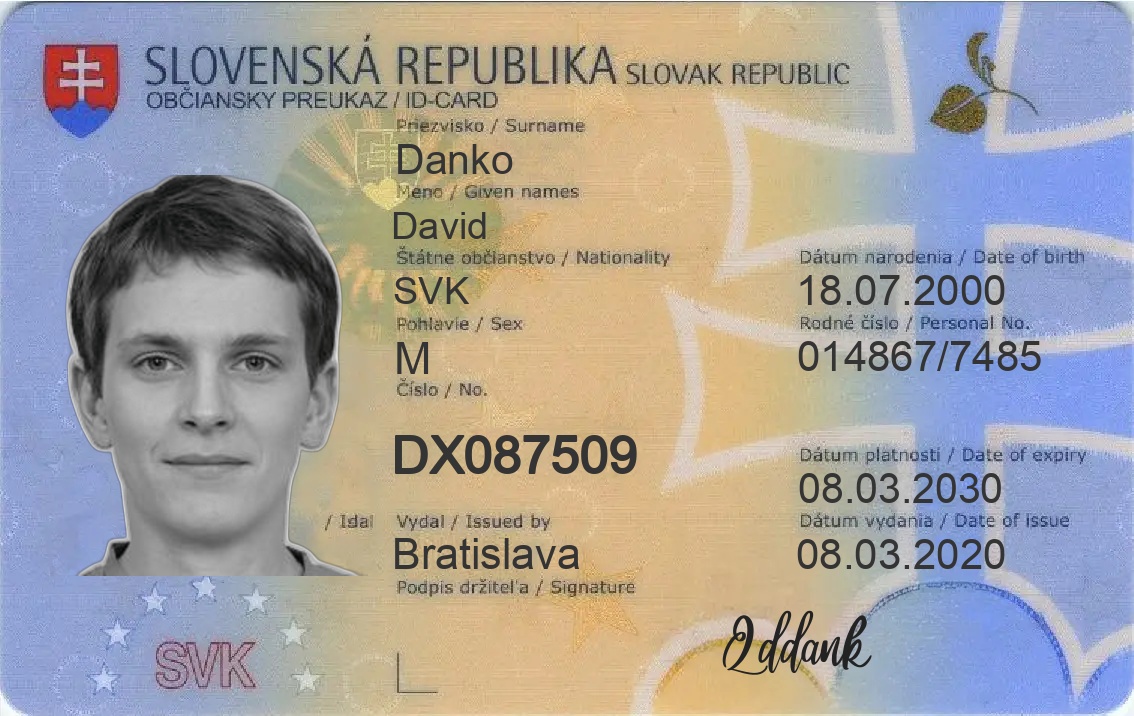 SLOVENSKÁ REPUBLIKA SLOVAK REPUBLIC
OBČIANSKY PREUKAZ / ID-CARD
Priezvisko / Surname
Danko
Meno / Given names
David
Štátne občianstvo / Nationality
SVK
Dátum narodenia / Date of birth
18.07.2000
Pohlavie / Sex
M
Rodné číslo / Personal No.
014867/7485
Číslo / No.
DX087509
Dátum platnosti / Date of expiry
08.03.2030
/ Isdal Vydal / Issued by
Bratislava
Dátum vydania / Date of issue
08.03.2020
Podpis držiteľa / Signature
SVK